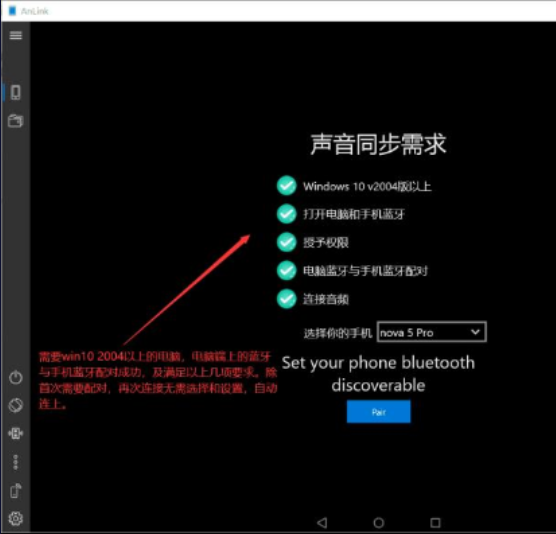 AnLink
声音同步需求
Windows 10 v2004版以上
打开电脑和手机蓝牙
授予权限
电脑蓝牙与手机蓝牙配对
连接音频
选择你的手机 nova 5 Pro
需要win10 2004以上的电脑，电脑端上的蓝牙
与手机蓝牙配对成功，及满足以上几项要求。除
首次需要配对，再次连接无需选择和设置，自动
连上。
Set your phone bluetooth
discoverable
Pair